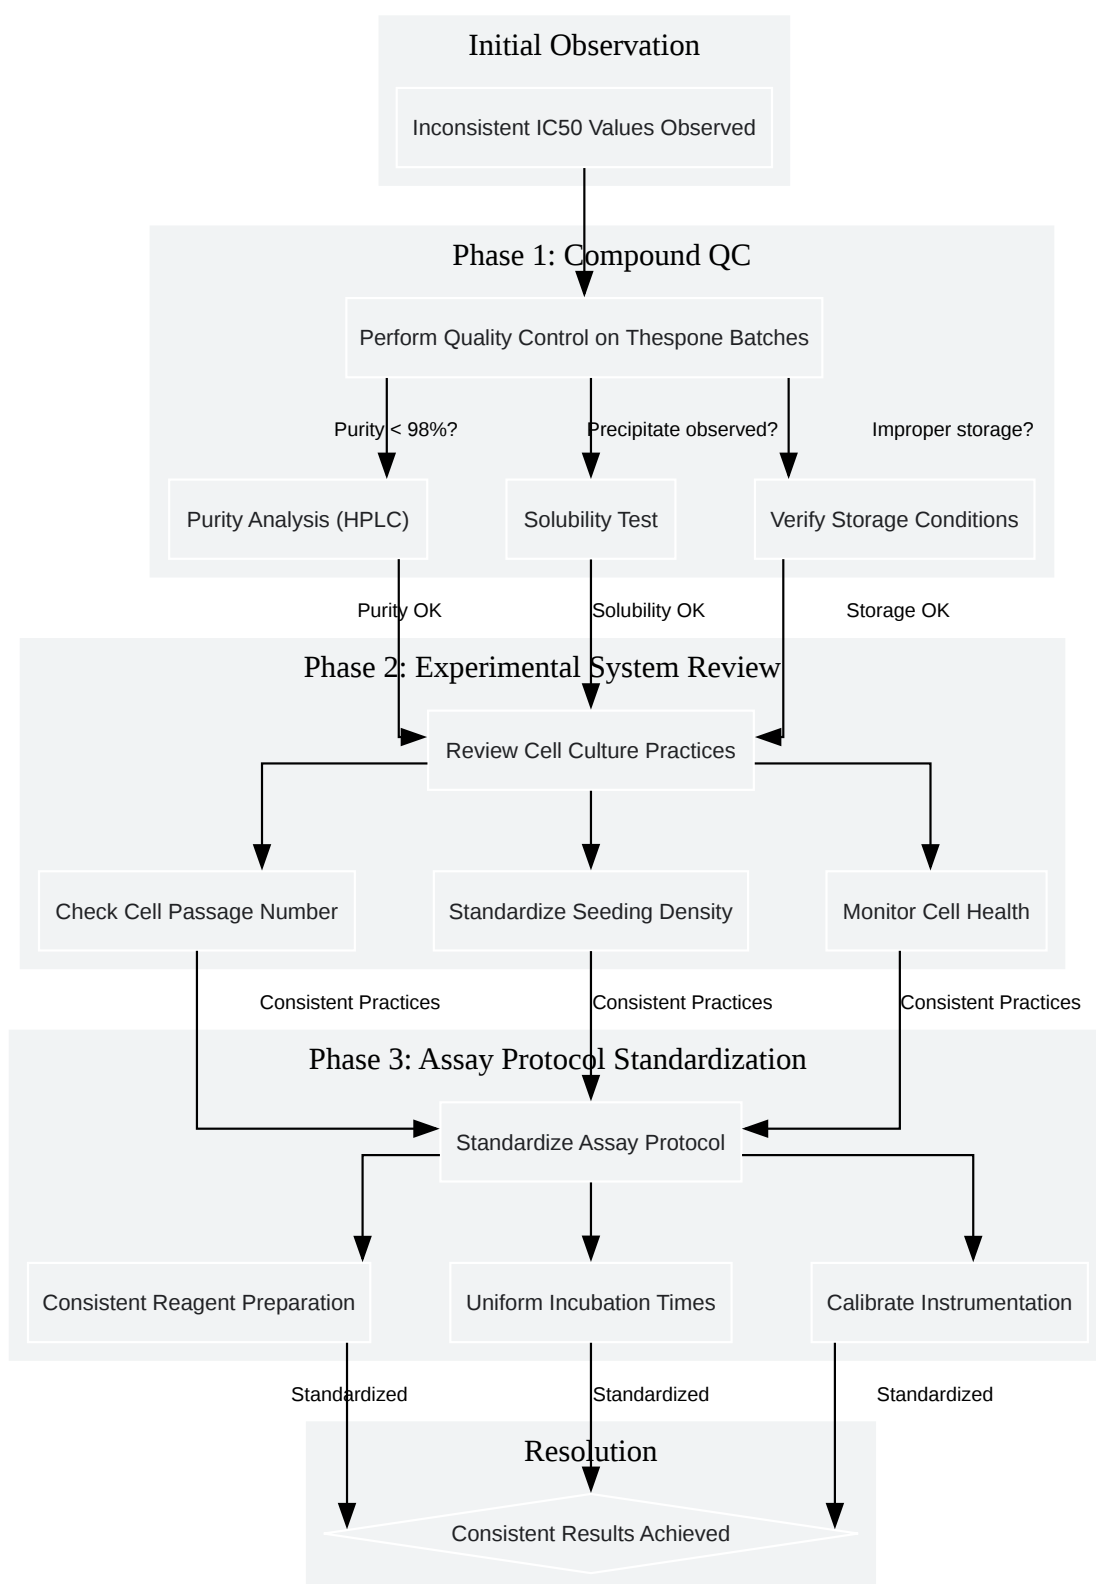 Initial Observation
Inconsistent IC50 Values Observed
Phase 1: Compound QC
Perform Quality Control on Thespone Batches
Purity < 98%?
Precipitate observed?
Improper storage?
Purity Analysis (HPLC)
Solubility Test
Verify Storage Conditions
Purity OK
Solubility OK
Storage OK
Phase 2: Experimental System Review
Review Cell Culture Practices
Check Cell Passage Number
Standardize Seeding Density
Monitor Cell Health
Consistent Practices
Consistent Practices
Consistent Practices
Phase 3: Assay Protocol Standardization
Standardize Assay Protocol
Consistent Reagent Preparation
Uniform Incubation Times
Calibrate Instrumentation
Standardized
Standardized
Standardized
Resolution
Consistent Results Achieved